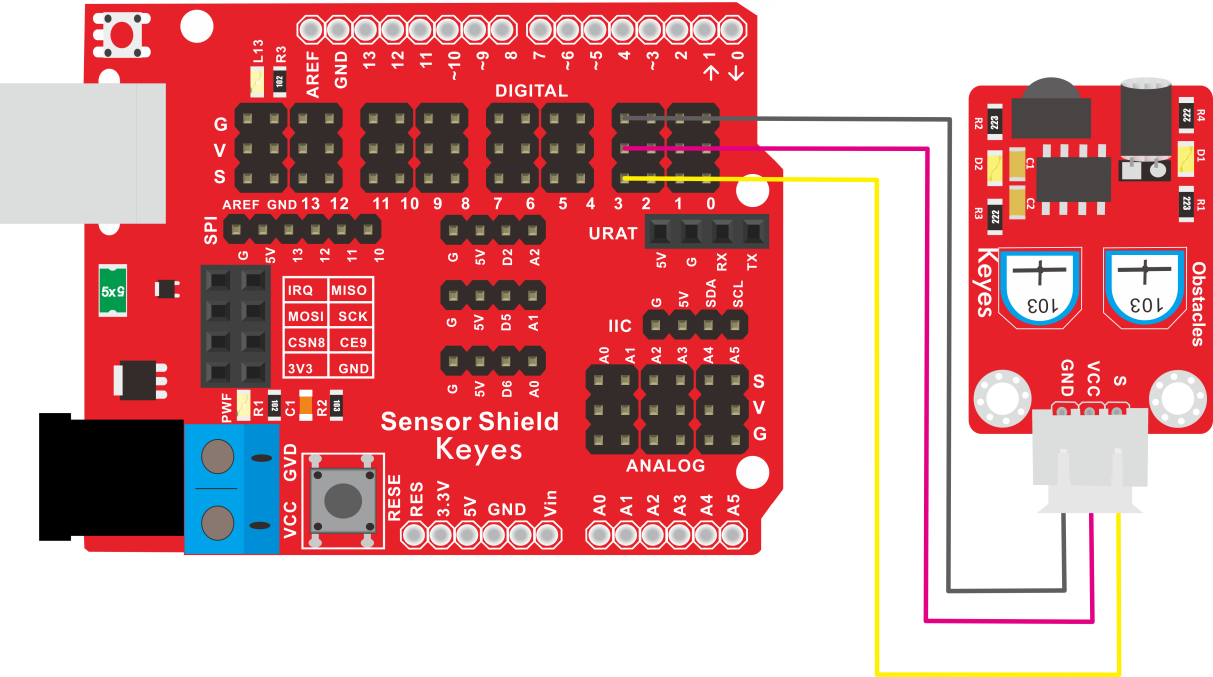 L13
R3
102
AREF
GND
13
12
11
~10
~9
8
7
~6
~5
4
~3
2
→1
←0
DIGITAL
G
V
S
AREF GND 13 12 11 10 9 8 7 6 5 4 3 2 1 0
SPI
G
5V
13
12
11
10
G
5V
D2
A2
URAT
5V
G
RX
TX
5x5
IRQ MISO
MOSI SCK
CSN8 CE9
3V3 GND
G
5V
D5
A1
G
5V
SDA
SCL
IIC
G
5V
D6
A0
A0
A1
A2
A3
A4
A5
S
V
G
ANALOG
PWF
R1
102
C1
R2
103
Sensor Shield
Keyes
GVD
VCC
RESE
RES
3.3V
5V
GND
Vin
A0
A1
A2
A3
A4
A5
R2
223
R4
222
D2
C1
D1
R3
222
C2
R1
223
Keyes
103
103
Obstacles
GND
VCC
S